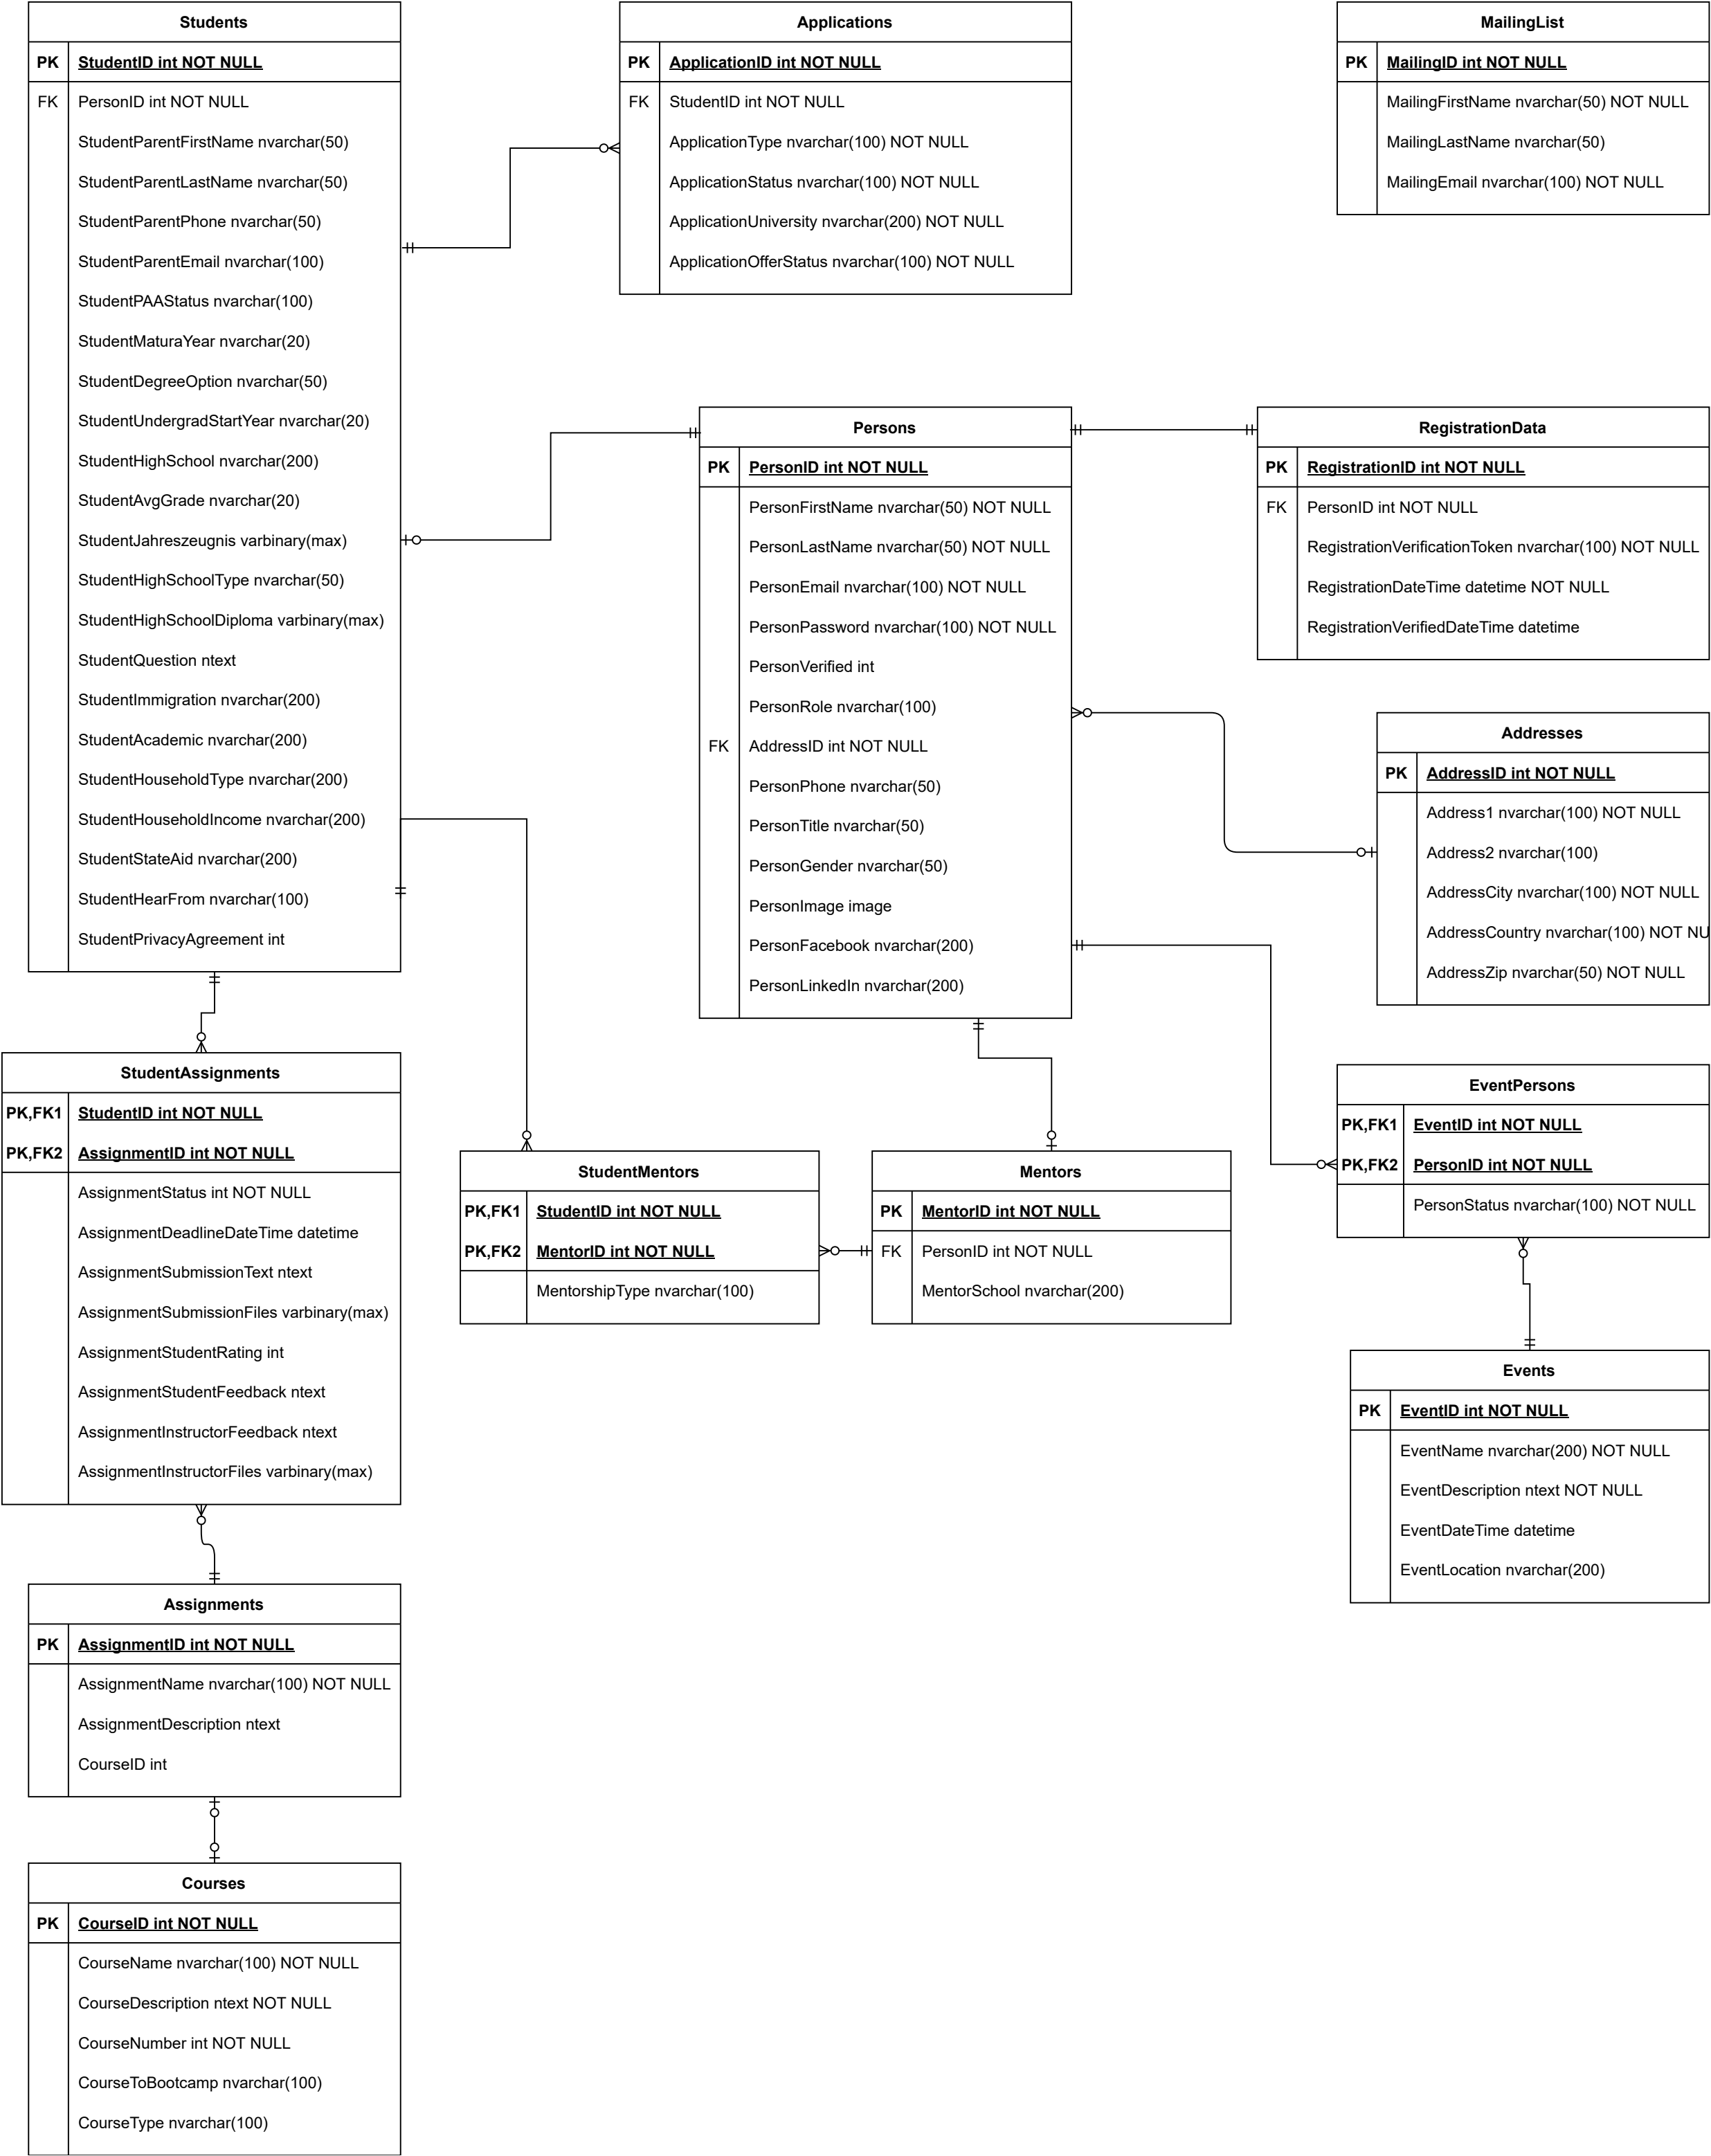 Students
PK StudentID int NOT NULL
FK PersonID int NOT NULL
StudentParentFirstName nvarchar(50)
StudentParentLastName nvarchar(50)
StudentParentPhone nvarchar(50)
StudentParentEmail nvarchar(100)
StudentPAAStatus nvarchar(100)
StudentMaturaYear nvarchar(20)
StudentDegreeOption nvarchar(50)
StudentUndergradStartYear nvarchar(20)
StudentHighSchool nvarchar(200)
StudentAvgGrade nvarchar(20)
StudentJahreszeugnis varbinary(max)
StudentHighSchoolType nvarchar(50)
StudentHighSchoolDiploma varbinary(max)
StudentQuestion ntext
StudentImmigration nvarchar(200)
StudentAcademic nvarchar(200)
StudentHouseholdType nvarchar(200)
StudentHouseholdIncome nvarchar(200)
StudentStateAid nvarchar(200)
StudentHearFrom nvarchar(100)
StudentPrivacyAgreement int
Applications
PK ApplicationID int NOT NULL
FK StudentID int NOT NULL
ApplicationType nvarchar(100) NOT NULL
ApplicationStatus nvarchar(100) NOT NULL
ApplicationUniversity nvarchar(200) NOT NULL
ApplicationOfferStatus nvarchar(100) NOT NULL
MailingList
PK MailingID int NOT NULL
MailingFirstName nvarchar(50) NOT NULL
MailingLastName nvarchar(50)
MailingEmail nvarchar(100) NOT NULL
Persons
PK PersonID int NOT NULL
PersonFirstName nvarchar(50) NOT NULL
PersonLastName nvarchar(50) NOT NULL
PersonEmail nvarchar(100) NOT NULL
PersonPassword nvarchar(100) NOT NULL
PersonVerified int
PersonRole nvarchar(100)
FK AddressID int NOT NULL
PersonPhone nvarchar(50)
PersonTitle nvarchar(50)
PersonGender nvarchar(50)
PersonImage image
PersonFacebook nvarchar(200)
PersonLinkedIn nvarchar(200)
RegistrationData
PK RegistrationID int NOT NULL
FK PersonID int NOT NULL
RegistrationVerificationToken nvarchar(100) NOT NULL
RegistrationDateTime datetime NOT NULL
RegistrationVerifiedDateTime datetime
Addresses
PK AddressID int NOT NULL
Address1 nvarchar(100) NOT NULL
Address2 nvarchar(100)
AddressCity nvarchar(100) NOT NULL
AddressCountry nvarchar(100) NOT NU
AddressZip nvarchar(50) NOT NULL
StudentAssignments
PK,FK1 StudentID int NOT NULL
PK,FK2 AssignmentID int NOT NULL
AssignmentStatus int NOT NULL
AssignmentDeadlineDateTime datetime
AssignmentSubmissionText ntext
AssignmentSubmissionFiles varbinary(max)
AssignmentStudentRating int
AssignmentStudentFeedback ntext
AssignmentInstructorFeedback ntext
AssignmentInstructorFiles varbinary(max)
StudentMentors
PK,FK1 StudentID int NOT NULL
PK,FK2 MentorID int NOT NULL
MentorshipType nvarchar(100)
Mentors
PK MentorID int NOT NULL
FK PersonID int NOT NULL
MentorSchool nvarchar(200)
EventPersons
PK,FK1 EventID int NOT NULL
PK,FK2 PersonID int NOT NULL
PersonStatus nvarchar(100) NOT NULL
Events
PK EventID int NOT NULL
EventName nvarchar(200) NOT NULL
EventDescription ntext NOT NULL
EventDateTime datetime
EventLocation nvarchar(200)
Assignments
PK AssignmentID int NOT NULL
AssignmentName nvarchar(100) NOT NULL
AssignmentDescription ntext
CourseID int
Courses
PK CourseID int NOT NULL
CourseName nvarchar(100) NOT NULL
CourseDescription ntext NOT NULL
CourseNumber int NOT NULL
CourseToBootcamp nvarchar(100)
CourseType nvarchar(100)